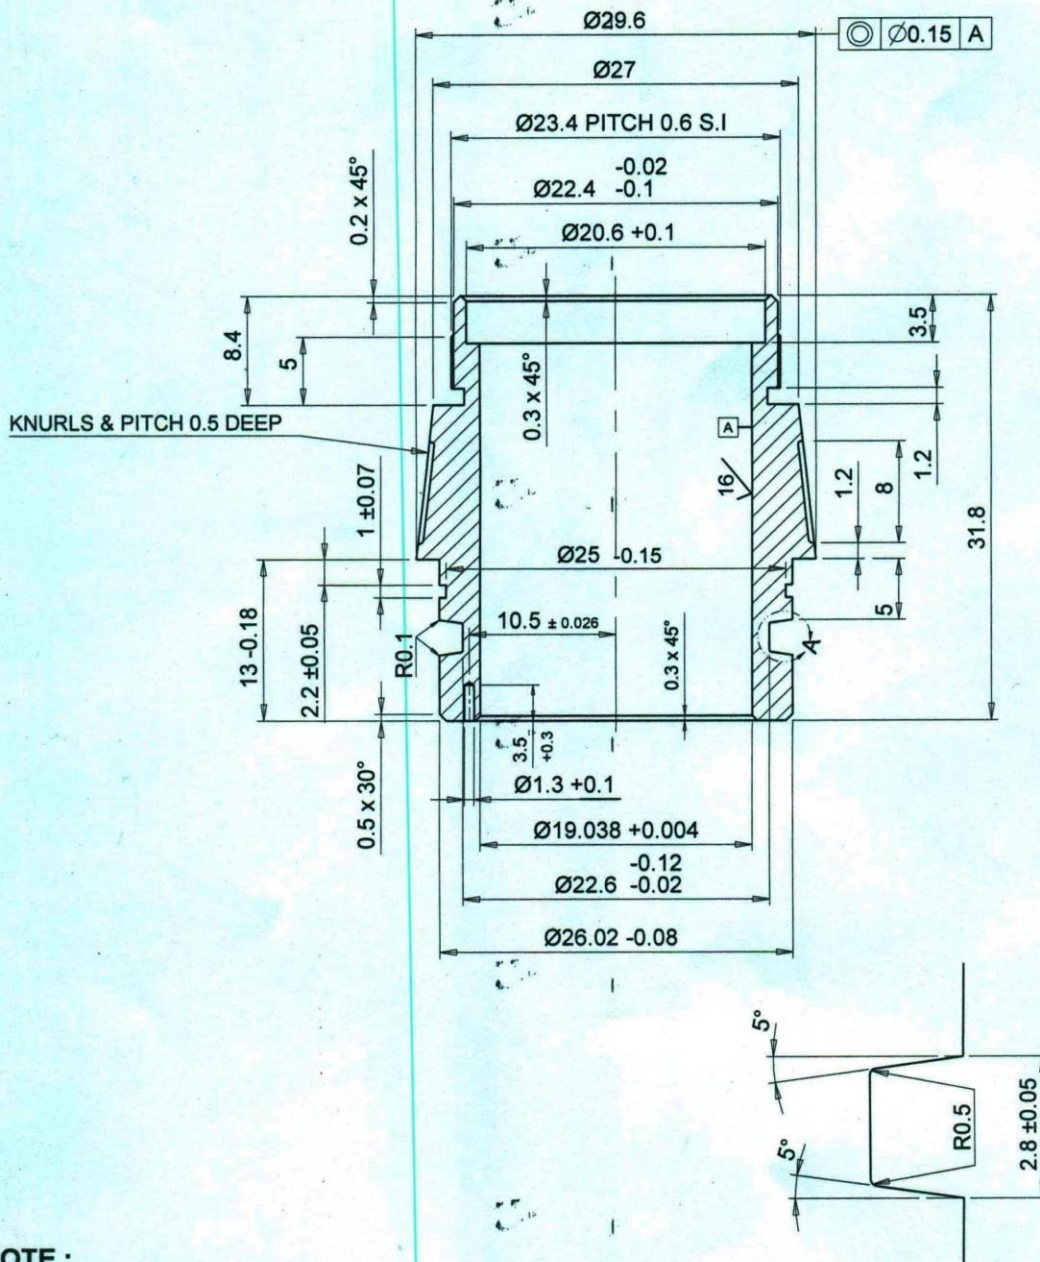 Ø29.6
Ø0.15 A
Ø27
Ø23.4 PITCH 0.6 S.I
-0.02
Ø22.4 -0.1
0.2 x 45°
Ø20.6 +0.1
8.4
5
3.5
0.3 x 45°
KNURLS & PITCH 0.5 DEEP
A
16
1.2
8
1.2
31.8
1 ±0.07
Ø25 -0.15
5
10.5 ± 0.026
R0.1
A
13 -0.18
2.2 ±0.05
0.3 x 45°
3.5 +0.3
0.5 x 30°
Ø1.3 +0.1
Ø19.038 +0.004
-0.12
Ø22.6 -0.02
Ø26.02 -0.08
5°
R0.5
2.8 ±0.05
5°
OTE :